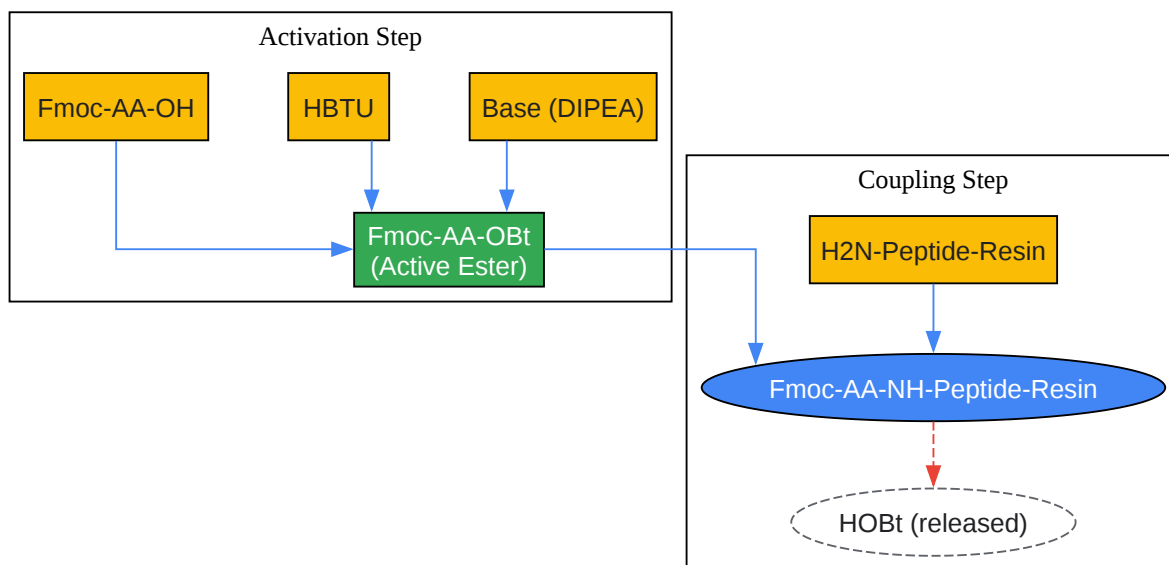 Activation Step
Fmoc-AA-OH
HBTU
Base (DIPEA)
Fmoc-AA-OBt
(Active Ester)
Coupling Step
H2N-Peptide-Resin
Fmoc-AA-NH-Peptide-Resin
HOBt (released)